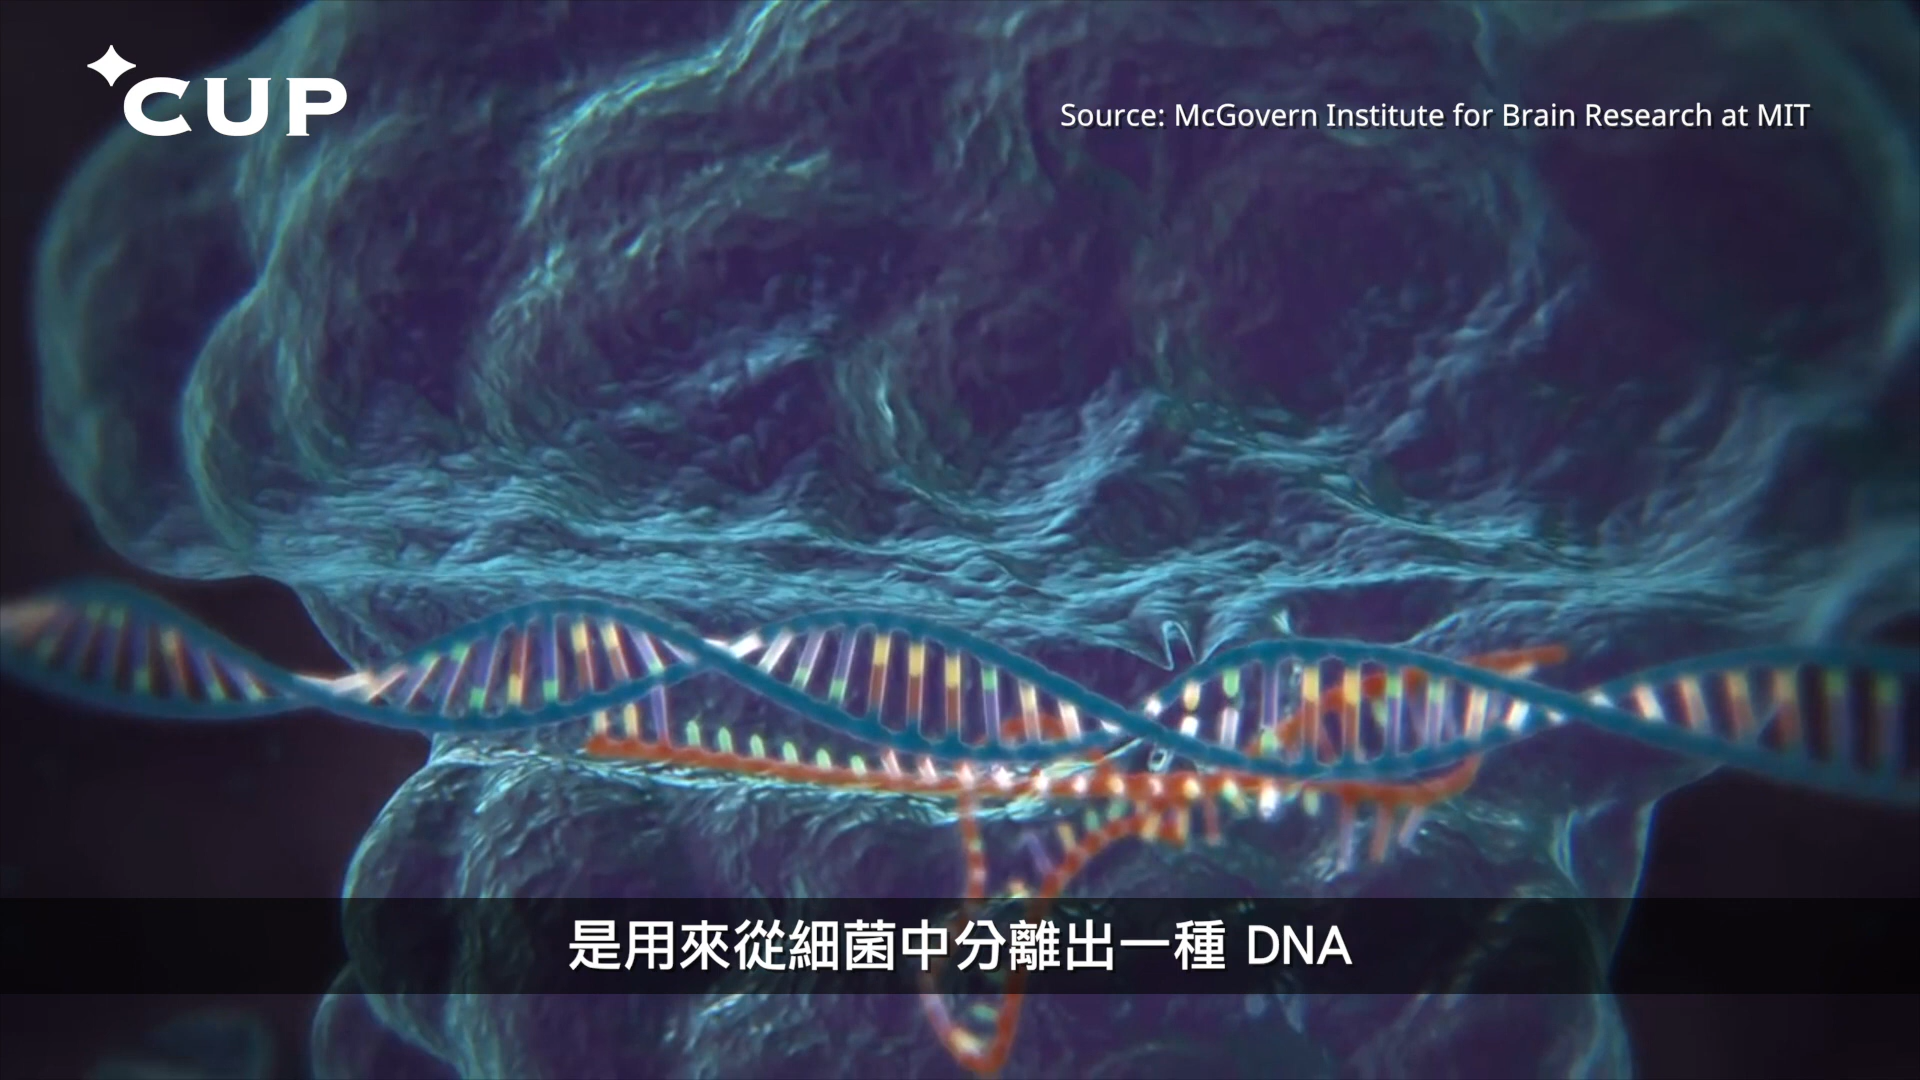 CUP
Source: McGovern Institute for Brain Research at MIT
是用來從細菌中分離出一種 DNA